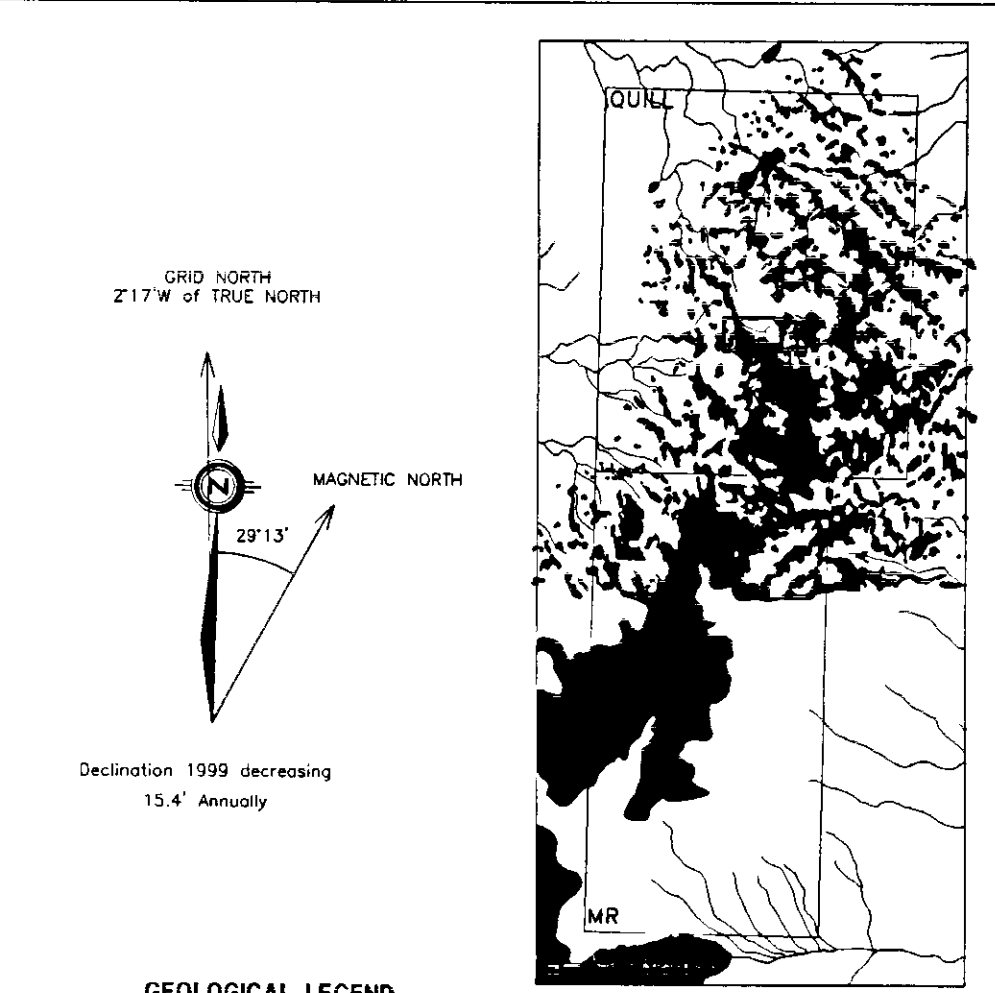 QUILL
GRID NORTH
2°17'W of TRUE NORTH
MAGNETIC NORTH
N
29°13'
Declination 1999 decreasing
15.4' Annually
MR
GEOLOGICAL LEGEND